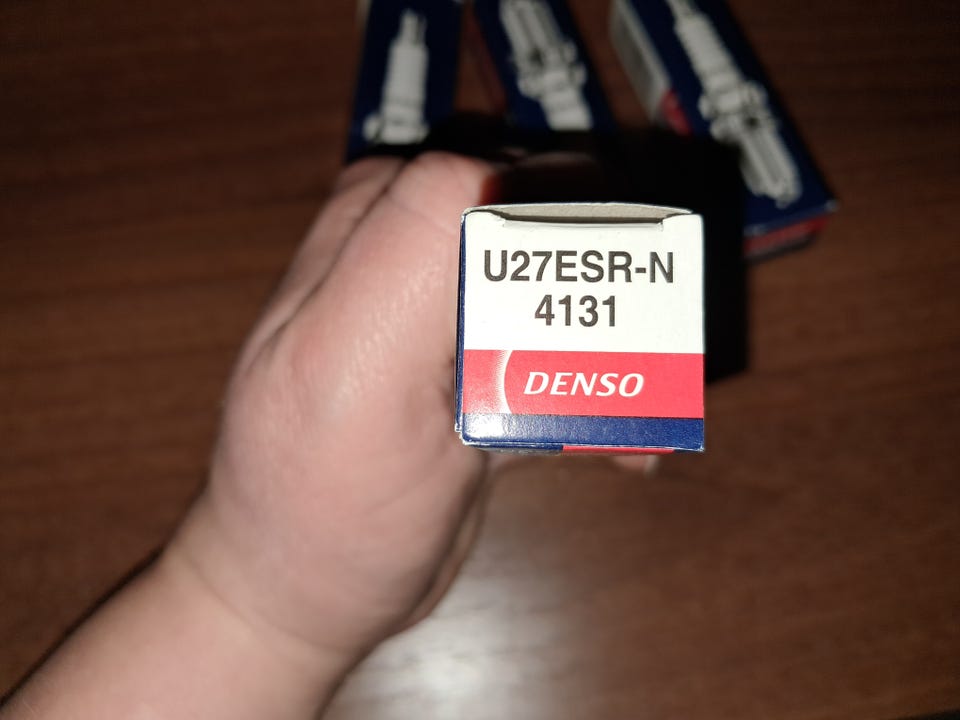 U27ESR-N
4131
DENSO